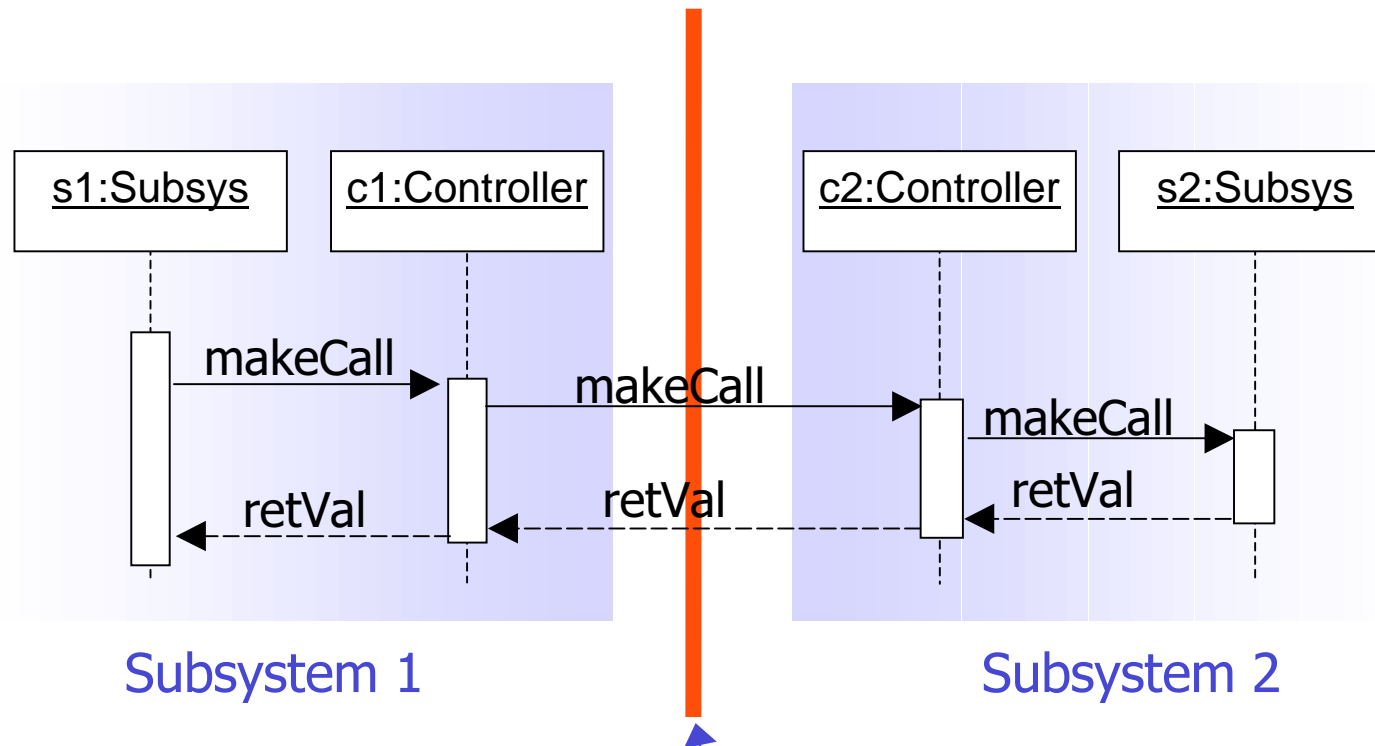 s1:Subsys
c1:Controller
c2:Controller
s2:Subsys
makeCall
makeCall
makeCall
retVal
retVal
retVal
Subsystem 1
Subsystem 2